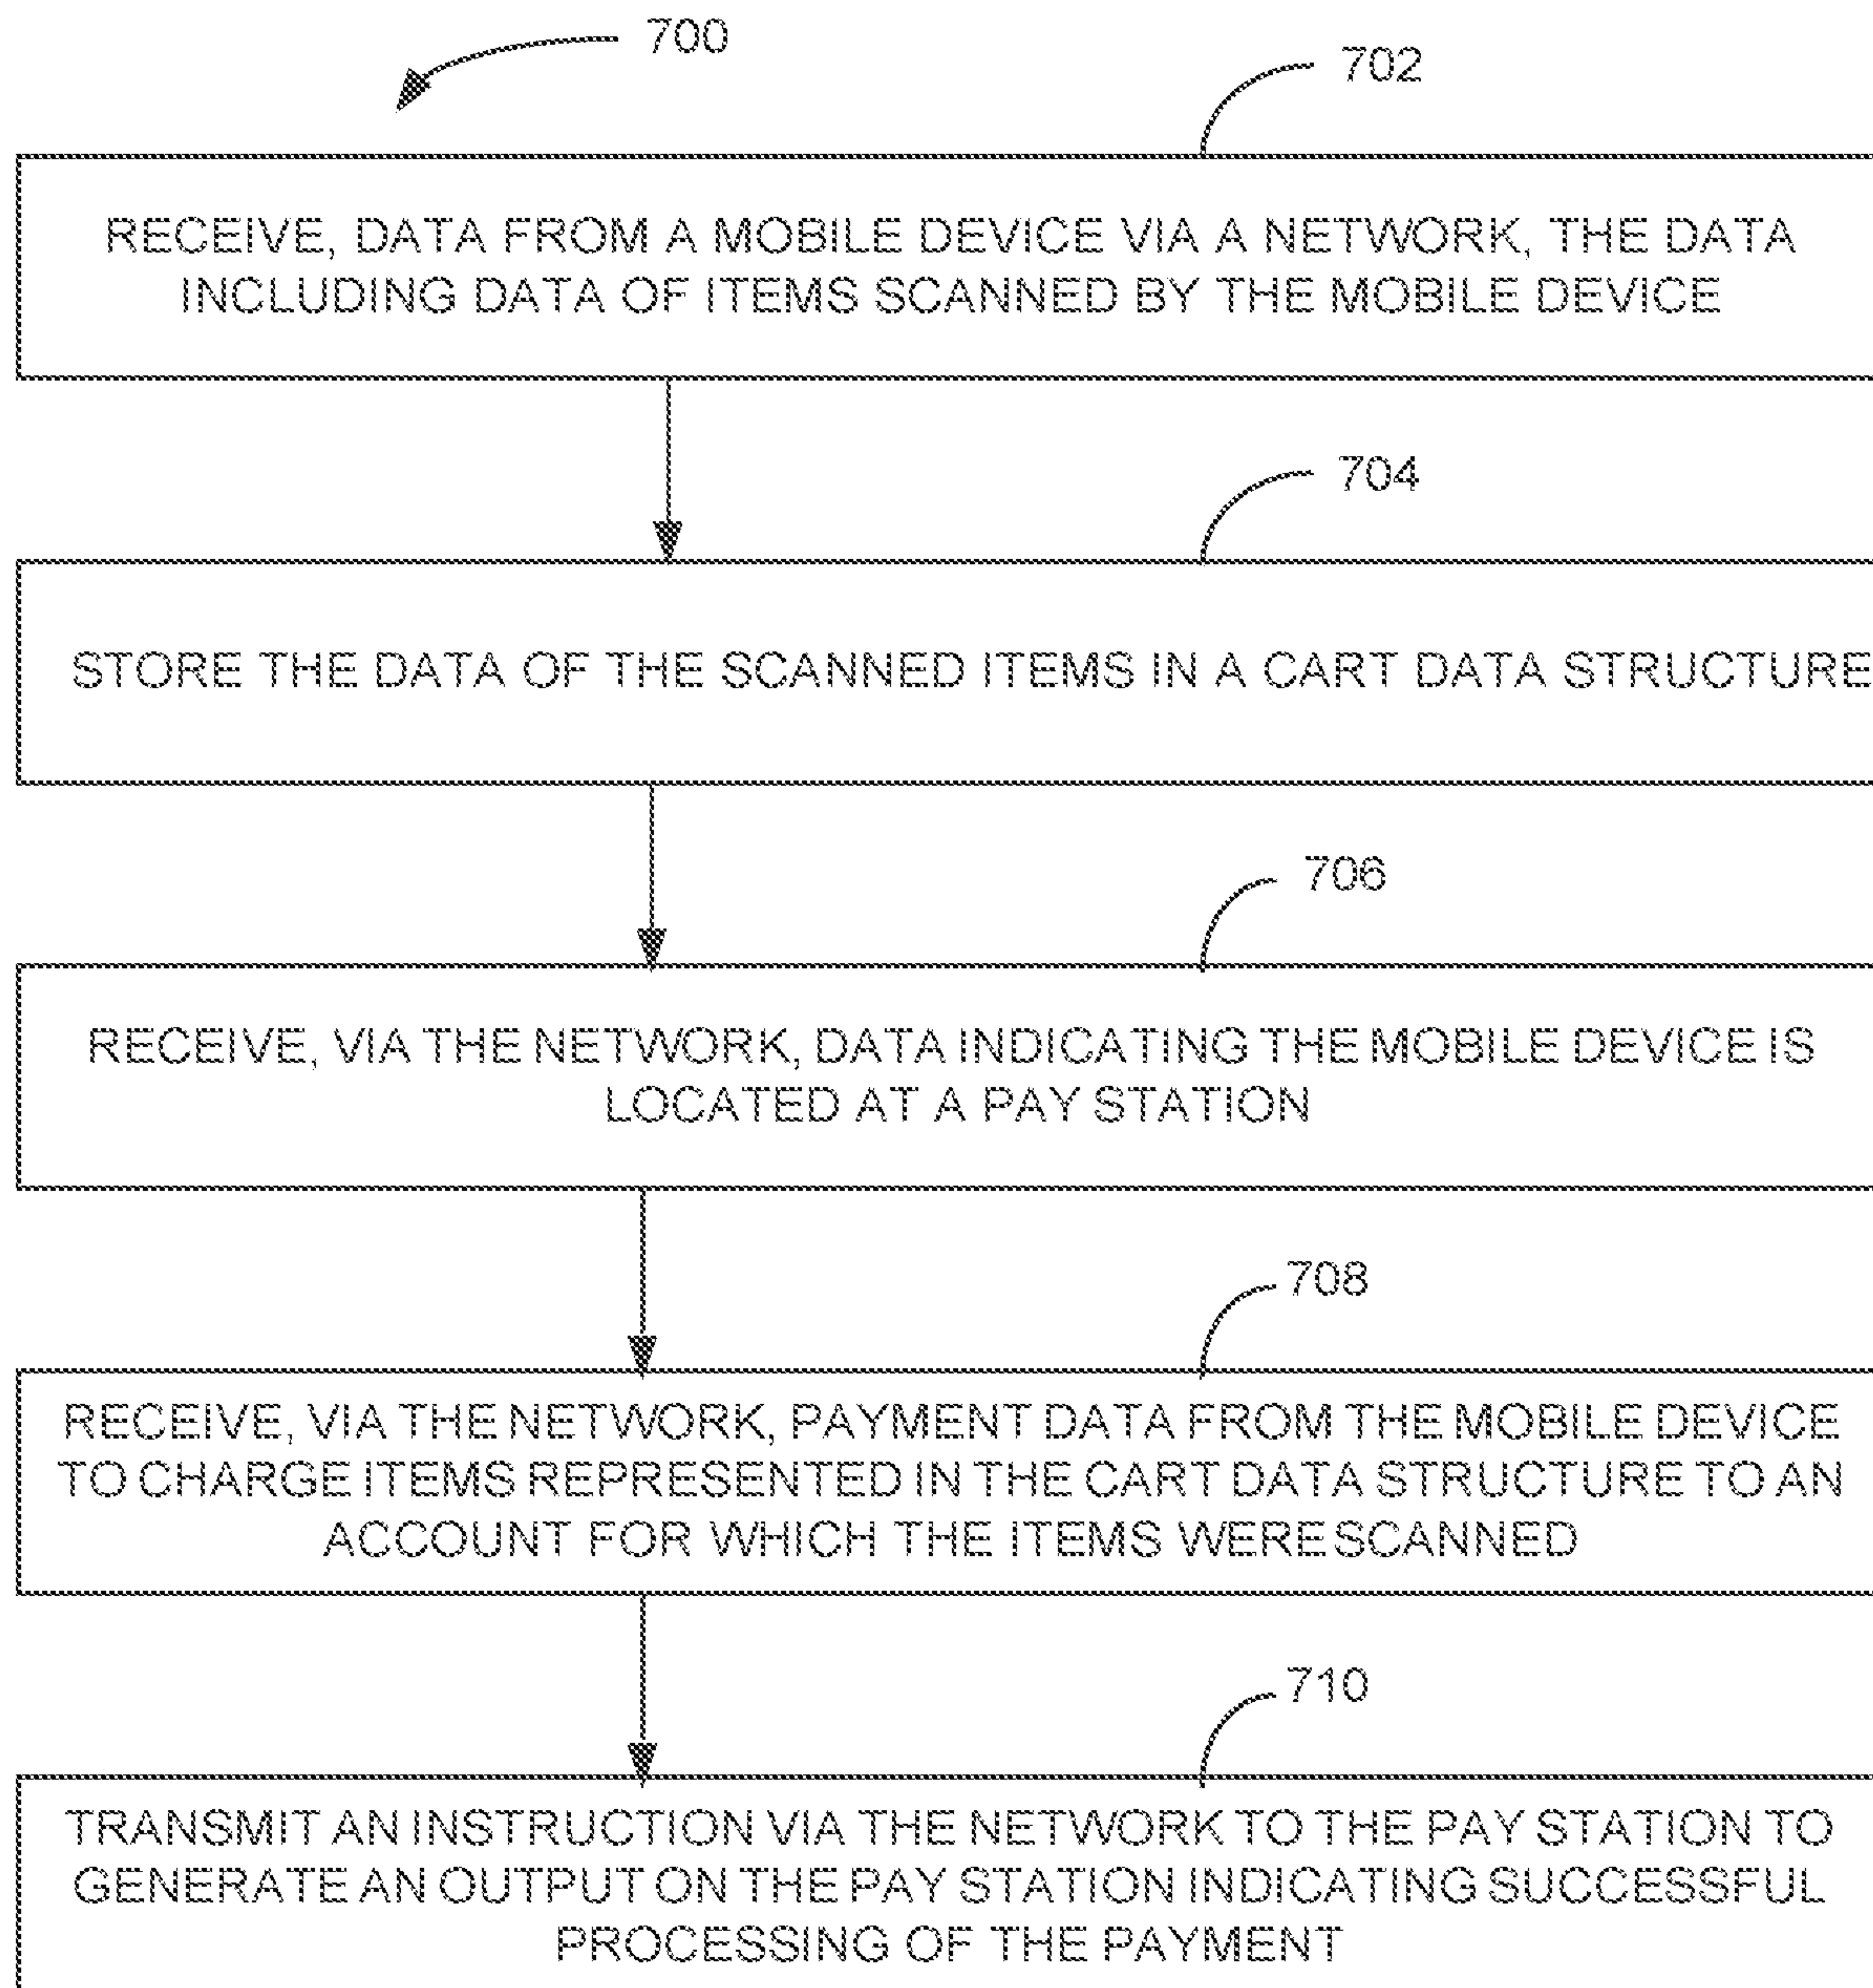 700
702
RECEIVE, DATA FROM A MOBILE DEVICE VIA A NETWORK, THE DATA
INCLUDING DATA OF ITEMS SCANNED BY THE MOBILE DEVICE
704
STORE THE DATA OF THE SCANNED ITEMS IN A CART DATA STRUCTURE
706
RECEIVE, VIA THE NETWORK, DATA INDICATING THE MOBILE DEVICE IS
LOCATED AT A PAY STATION
708
RECEIVE, VIA THE NETWORK, PAYMENT DATA FROM THE MOBILE DEVICE
TO CHARGE ITEMS REPRESENTED IN THE CART DATA STRUCTURE TO AN
ACCOUNT FOR WHICH THE ITEMS WERE SCANNED
710
TRANSMIT AN INSTRUCTION VIA THE NETWORK TO THE PAY STATION TO
GENERATE AN OUTPUT ON THE PAY STATION INDICATING SUCCESSFUL
PROCESSING OF THE PAYMENT